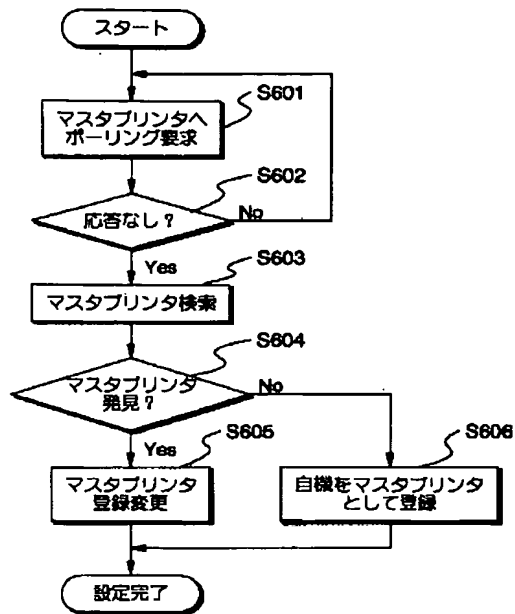 スタート
S601
マスタプリンタへ
ポーリング要求
S602
応答なし？
No
Yes
S603
マスタプリンタ検索
S604
マスタプリンタ
発見？
No
Yes
S605
マスタプリンタ
登録変更
S606
自機をマスタプリンタ
として登録
設定完了